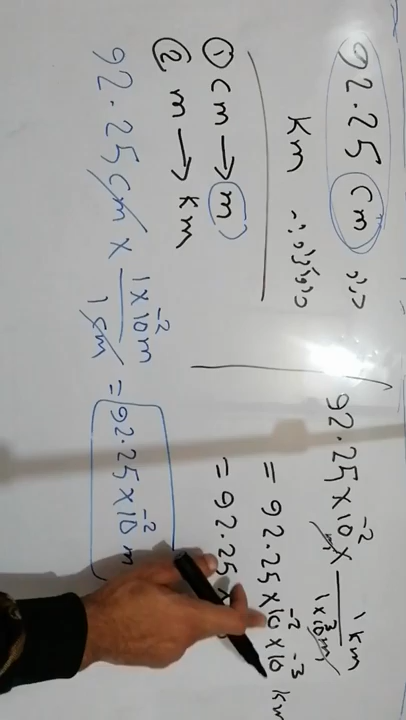 92.25 cm
km
① cm → m
② m → km
92.25 cm × 1×10⁻² m / 1 cm = 92.25×10⁻² m
92.25×10⁻² m × 1 km / 1×10³ m
= 92.25×10⁻²×10⁻³ km
= 92.25×